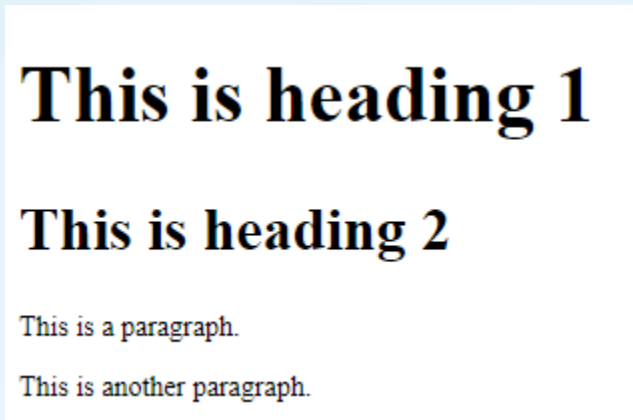 This is heading 1
This is heading 2
This is a paragraph.
This is another paragraph.